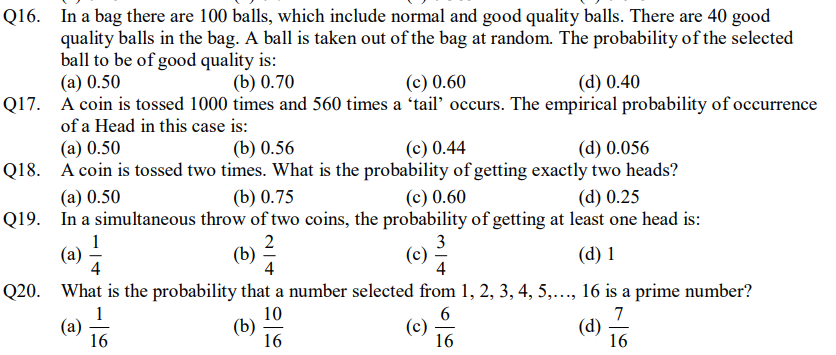 Q16. In a bag there are 100 balls, which include normal and good quality balls. There are 40 good
quality balls in the bag. A ball is taken out of the bag at random. The probability of the selected
ball to be of good quality is:
(a) 0.50 (b) 0.70 (c) 0.60 (d) 0.40
Q17. A coin is tossed 1000 times and 560 times a ‘tail’ occurs. The empirical probability of occurrence
of a Head in this case is:
(a) 0.50 (b) 0.56 (c) 0.44 (d) 0.056
Q18. A coin is tossed two times. What is the probability of getting exactly two heads?
(a) 0.50 (b) 0.75 (c) 0.60 (d) 0.25
Q19. In a simultaneous throw of two coins, the probability of getting at least one head is:
(a) 1/4 (b) 2/4 (c) 3/4 (d) 1
Q20. What is the probability that a number selected from 1, 2, 3, 4, 5,…, 16 is a prime number?
(a) 1/16 (b) 10/16 (c) 6/16 (d) 7/16